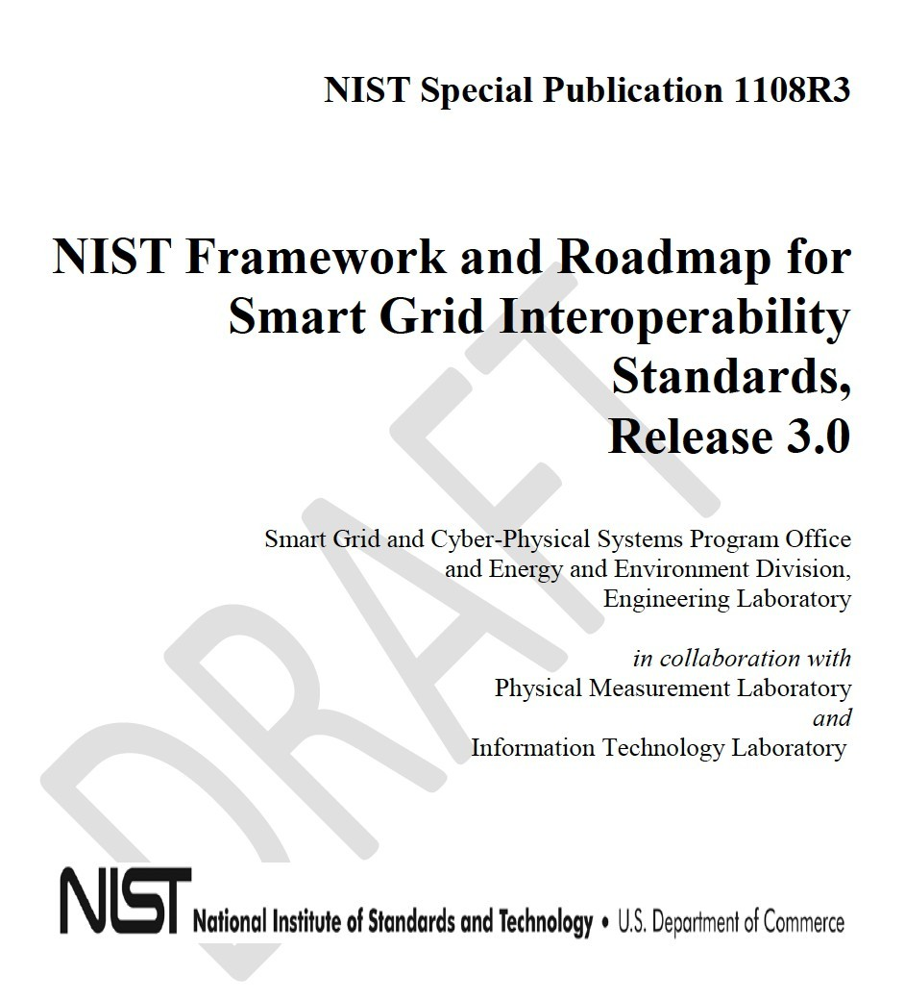 NIST Special Publication 1108R3
NIST Framework and Roadmap for
Smart Grid Interoperability
Standards,
Release 3.0
Smart Grid and Cyber-Physical Systems Program Office
and Energy and Environment Division,
Engineering Laboratory
in collaboration with
Physical Measurement Laboratory
and
Information Technology Laboratory
DRAFT
NIST National Institute of Standards and Technology • U.S. Department of Commerce